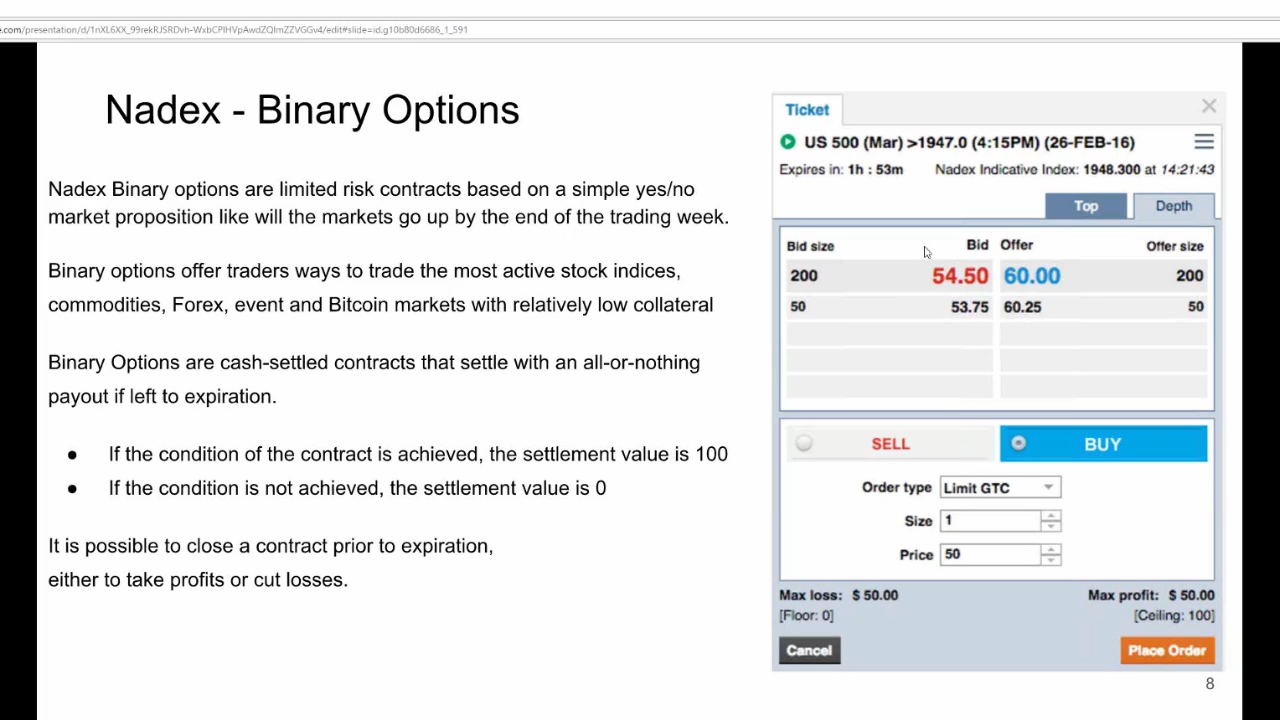 e.com/presentation/d/1nXL6XX_99rekRJSRDvh-WxbCPIHVpAwdZQImZZVGGv4/edit#slide=id.g10b80d6686_1_591
Nadex - Binary Options
Nadex Binary options are limited risk contracts based on a simple yes/no
market proposition like will the markets go up by the end of the trading week.
Binary options offer traders ways to trade the most active stock indices,
commodities, Forex, event and Bitcoin markets with relatively low collateral
Binary Options are cash-settled contracts that settle with an all-or-nothing
payout if left to expiration.
● If the condition of the contract is achieved, the settlement value is 100
● If the condition is not achieved, the settlement value is 0
It is possible to close a contract prior to expiration,
either to take profits or cut losses.
Ticket
US 500 (Mar) >1947.0 (4:15PM) (26-FEB-16)
Expires in: 1h : 53m Nadex Indicative Index: 1948.300 at 14:21:43
Top Depth
Bid size Bid Offer Offer size
200 54.50 60.00 200
50 53.75 60.25 50
SELL BUY
Order type Limit GTC
Size 1
Price 50
Max loss: $ 50.00 Max profit: $ 50.00
[Floor: 0] [Ceiling: 100]
Cancel Place Order
8